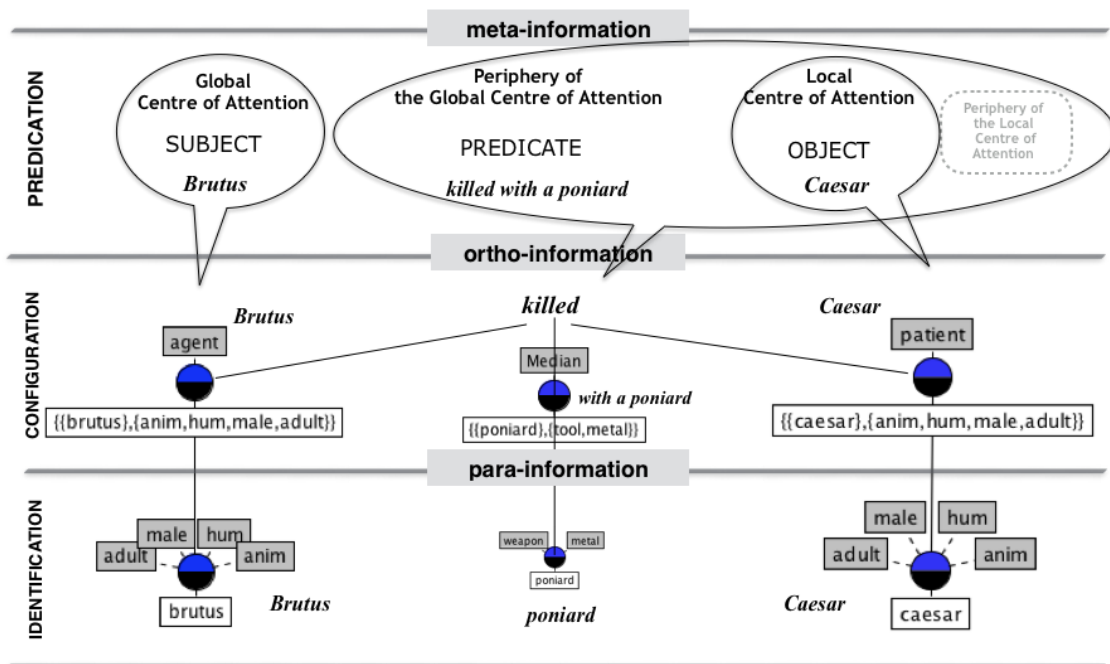 meta-information
PREDICATION
Global
Centre of Attention
SUBJECT
Brutus
Periphery of
the Global Centre of Attention
PREDICATE
killed with a poniard
Local
Centre of Attention
OBJECT
Caesar
Periphery of
the Local
Centre of
Attention
ortho-information
CONFIGURATION
Brutus
agent
{{brutus},{anim,hum,male,adult}}
killed
Median
with a poniard
{{poniard},{tool,metal}}
Caesar
patient
{{caesar},{anim,hum,male,adult}}
para-information
IDENTIFICATION
male hum
adult anim
brutus
Brutus
weapon metal
poniard
poniard
male hum
adult anim
Caesar
caesar